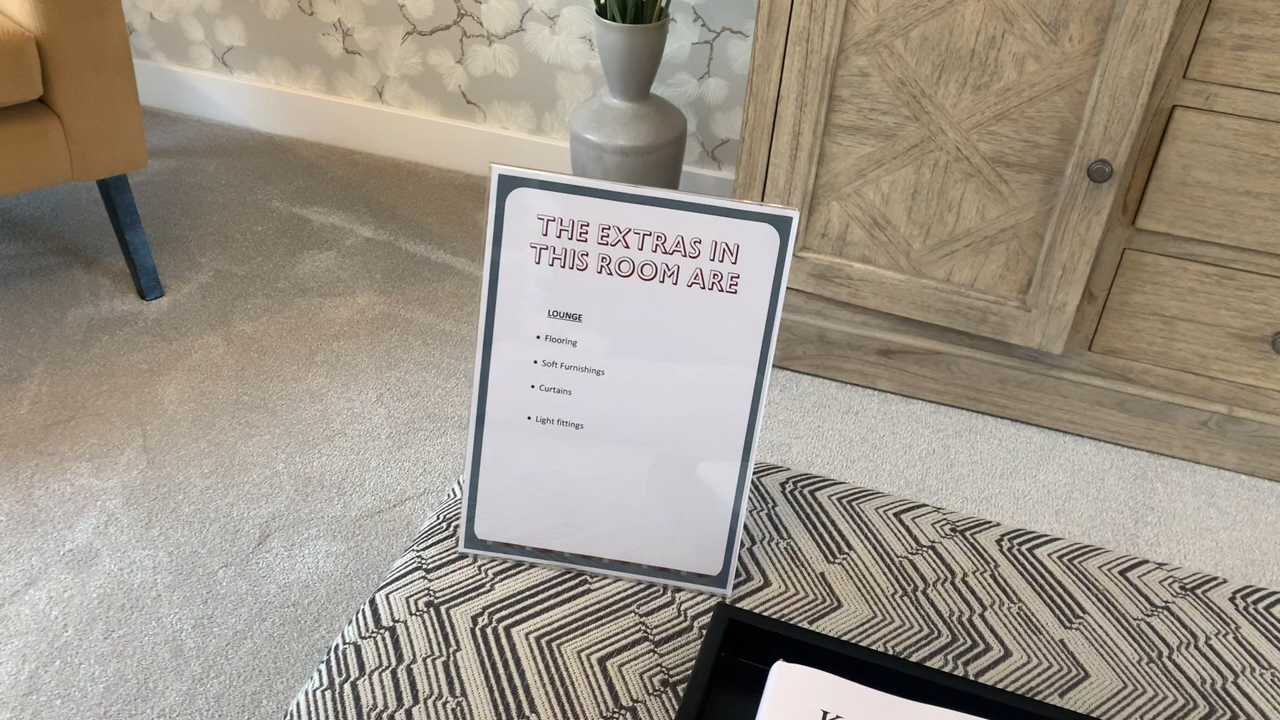 THE EXTRAS IN
THIS ROOM ARE
LOUNGE
• Flooring
• Soft Furnishings
• Curtains
• Light fittings